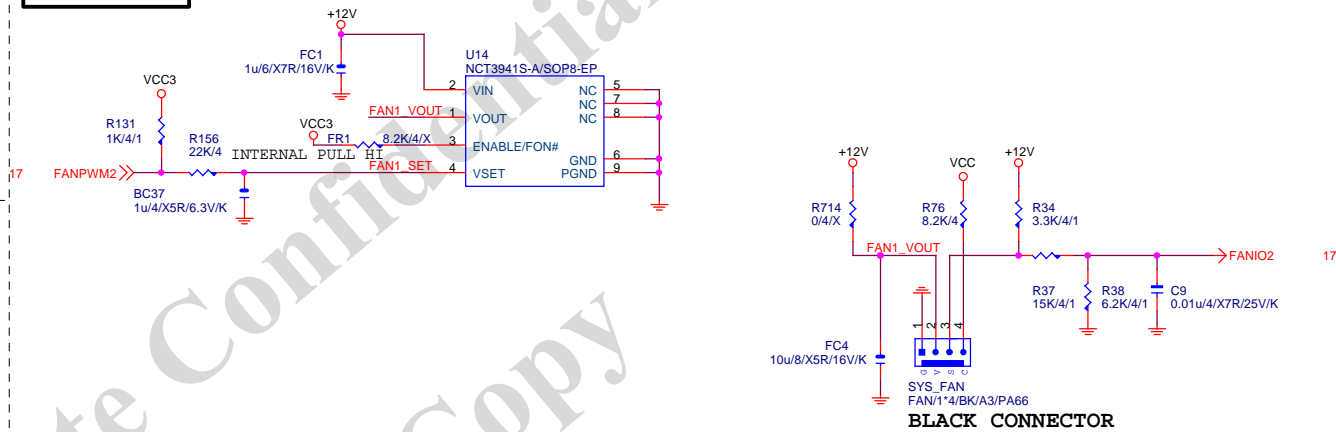 +12V
FC1
1u/6/X7R/16V/K
U14
NCT3941S-A/SOP8-EP
VCC3
2 VIN
NC 5
NC 7
FAN1_VOUT
1 VOUT
NC 8
R131
1K/4/1
VCC3
FR1 8.2K/4/X
3 ENABLE/FON#
R156
22K/4
INTERNAL PULL HI
GND 6
FAN1_SET
4 VSET
PGND 9
17 FANPWM2
BC37
1u/4/X5R/6.3V/K
+12V
VCC
+12V
R714
0/4/X
R76
8.2K/4
R34
3.3K/4/1
FAN1_VOUT
FANIO2 17
R37
15K/4/1
R38
6.2K/4/1
C9
0.01u/4/X7R/25V/K
1 2 3 4
FC4
10u/8/X5R/16V/K
G V S C
SYS_FAN
FAN/1*4/BK/A3/PA66
BLACK CONNECTOR
Confidential
Copy